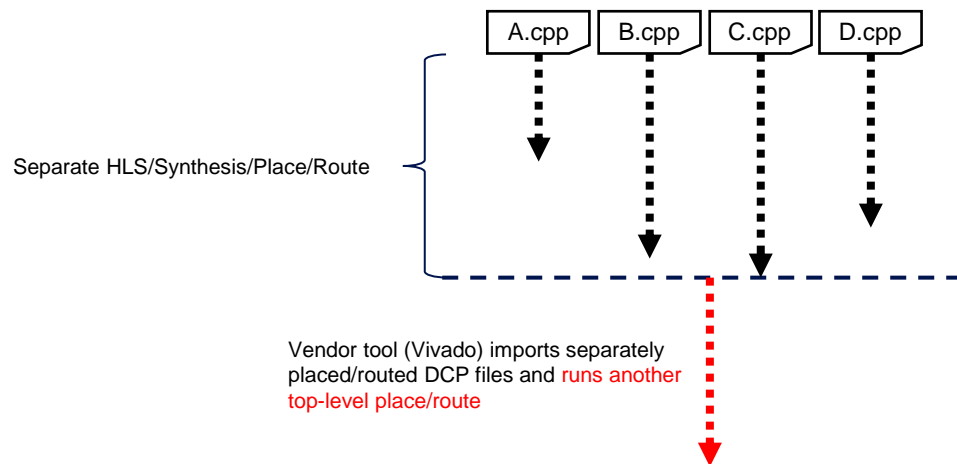 A.cpp B.cpp C.cpp D.cpp
Separate HLS/Synthesis/Place/Route
Vendor tool (Vivado) imports separately
placed/routed DCP files and runs another
top-level place/route